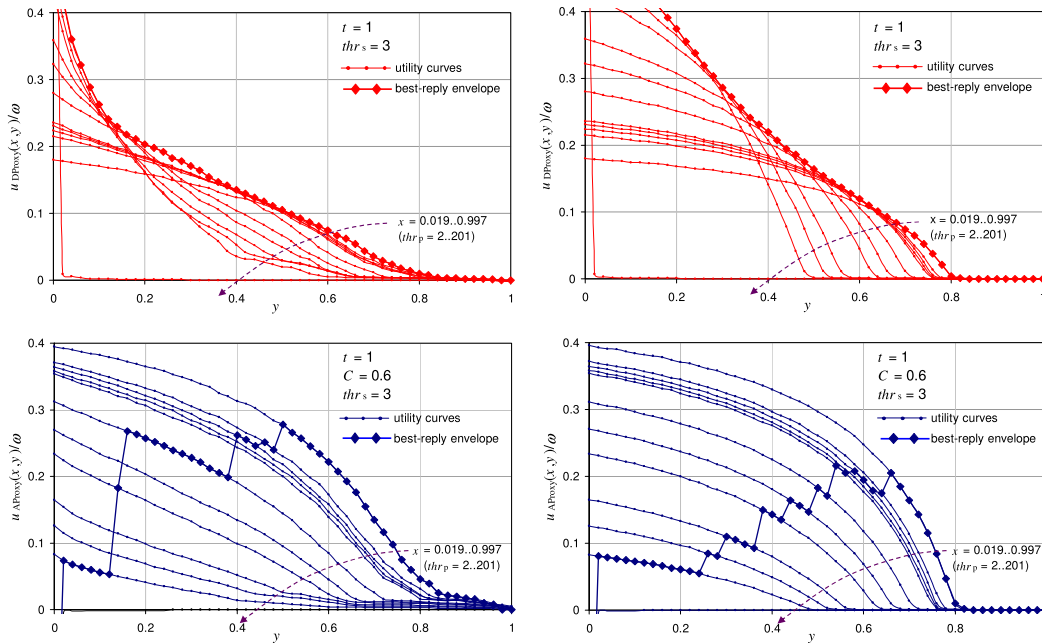 0.4
0.3
0.2
0.1
0
0
0.2
0.4
0.6
0.8
1
y
u DProxy(x,y)/ω
t = 1
thr s = 3
utility curves
best-reply envelope
x = 0.019..0.997
(thr p = 2..201)
0.4
0.3
0.2
0.1
0
0
0.2
0.4
0.6
0.8
1
y
u DProxy(x,y)/ω
t = 1
thr s = 3
utility curves
best-reply envelope
x = 0.019..0.997
(thr p = 2..201)
0.4
0.3
0.2
0.1
0
0
0.2
0.4
0.6
0.8
1
y
u AProxy(x,y)/ω
t = 1
C = 0.6
thr s = 3
utility curves
best-reply envelope
x = 0.019..0.997
(thr p = 2..201)
0.4
0.3
0.2
0.1
0
0
0.2
0.4
0.6
0.8
y
u AProxy(x,y)/ω
t = 1
C = 0.6
thr s = 3
utility curves
best-reply envelope
x = 0.019..0.997
(thr p = 2..201)